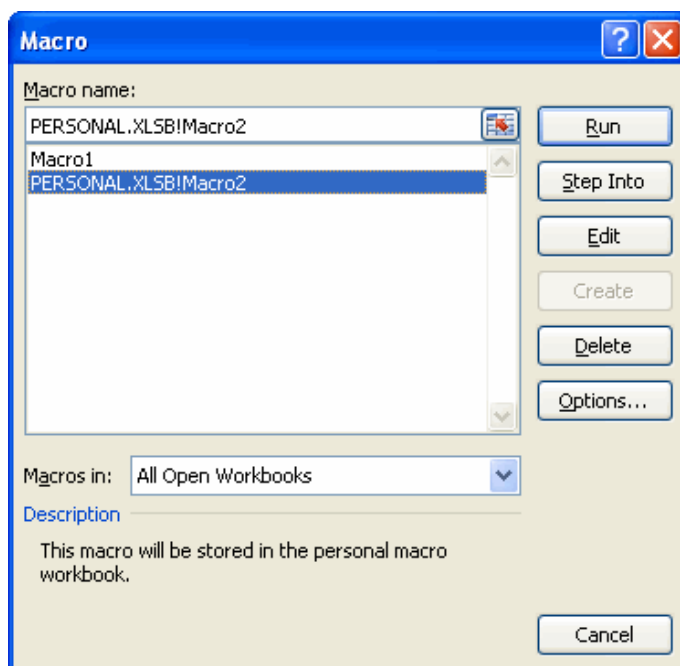 Macro
Macro name:
PERSONAL.XLSB!Macro2
Run
Macro1
PERSONAL.XLSB!Macro2
Step Into
Edit
Create
Delete
Options...
Macros in: All Open Workbooks
Description
This macro will be stored in the personal macro
workbook.
Cancel